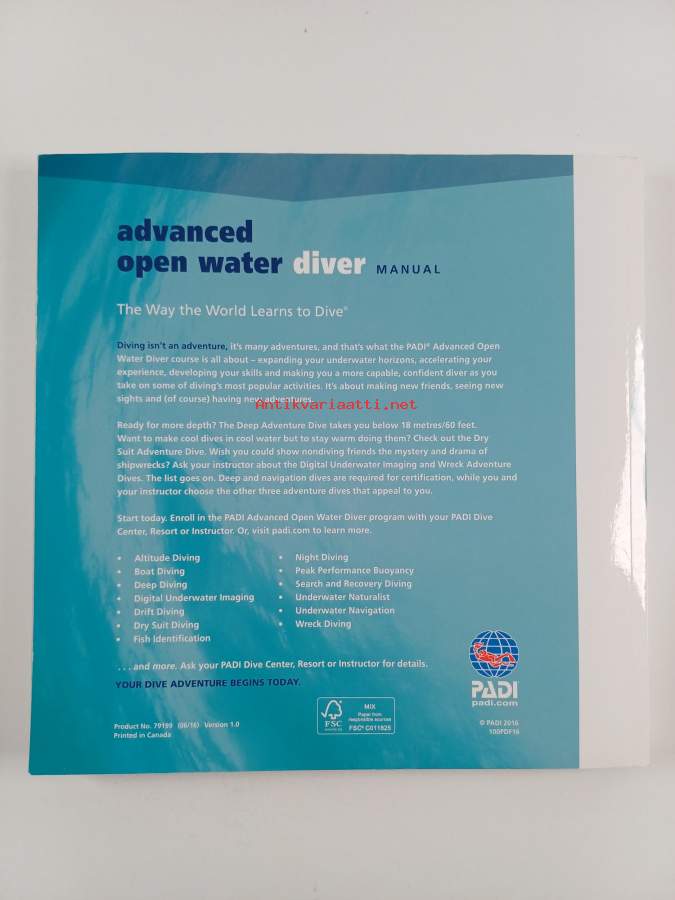 advanced
open water diver MANUAL
The Way the World Learns to Dive®
Diving isn't an adventure, it's many adventures, and that's what the PADI® Advanced Open
Water Diver course is all about – expanding your underwater horizons, accelerating your
experience, developing your skills and making you a more capable, confident diver as you
take on some of diving's most popular activities. It's about making new friends, seeing new
sights and (of course) having new adventures.
Antikvariaatti.net
Ready for more depth? The Deep Adventure Dive takes you below 18 metres/60 feet.
Want to make cool dives in cool water but to stay warm doing them? Check out the Dry
Suit Adventure Dive. Wish you could show nondiving friends the mystery and drama of
shipwrecks? Ask your instructor about the Digital Underwater Imaging and Wreck Adventure
Dives. The list goes on. Deep and navigation dives are required for certification, while you and
your instructor choose the other three adventure dives that appeal to you.
Start today. Enroll in the PADI Advanced Open Water Diver program with your PADI Dive
Center, Resort or Instructor. Or, visit padi.com to learn more.
• Altitude Diving
• Boat Diving
• Deep Diving
• Digital Underwater Imaging
• Drift Diving
• Dry Suit Diving
• Fish Identification
• Night Diving
• Peak Performance Buoyancy
• Search and Recovery Diving
• Underwater Naturalist
• Underwater Navigation
• Wreck Diving
. . . and more. Ask your PADI Dive Center, Resort or Instructor for details.
YOUR DIVE ADVENTURE BEGINS TODAY.
PADI
padi.com
Product No. 79199 (06/16) Version 1.0
Printed in Canada
FSC
MIX
Paper from
responsible sources
FSC® C011825
© PADI 2016
100PDF16